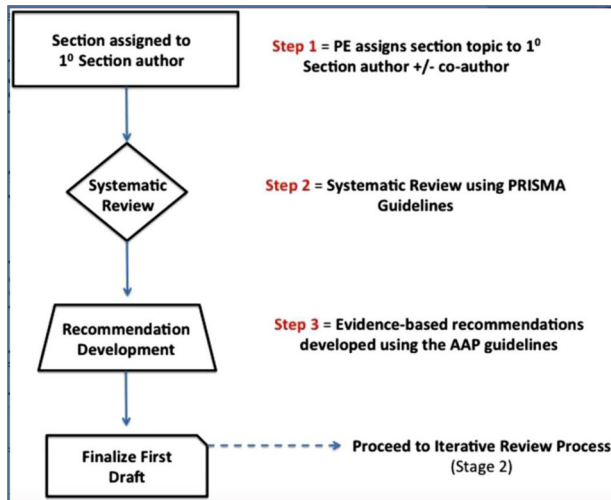 Section assigned to
1⁰ Section author
Step 1 = PE assigns section topic to 1⁰
Section author +/- co-author
Systematic
Review
Step 2 = Systematic Review using PRISMA
Guidelines
Recommendation
Development
Step 3 = Evidence-based recommendations
developed using the AAP guidelines
Finalize First
Draft
Proceed to Iterative Review Process
(Stage 2)